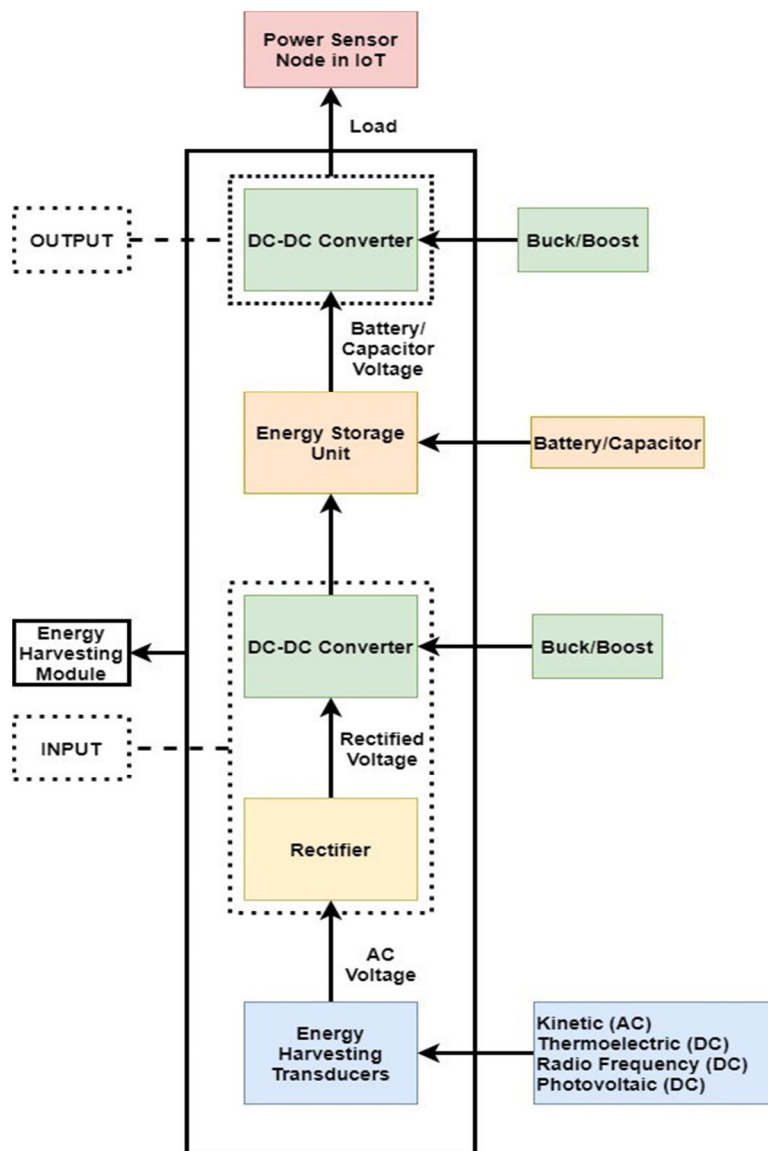 Power Sensor
Node in IoT
Load
OUTPUT
DC-DC Converter
Buck/Boost
Battery/
Capacitor
Voltage
Energy Storage
Unit
Battery/Capacitor
Energy
Harvesting
Module
DC-DC Converter
Buck/Boost
INPUT
Rectified
Voltage
Rectifier
AC
Voltage
Energy
Harvesting
Transducers
Kinetic (AC)
Thermoelectric (DC)
Radio Frequency (DC)
Photovoltaic (DC)